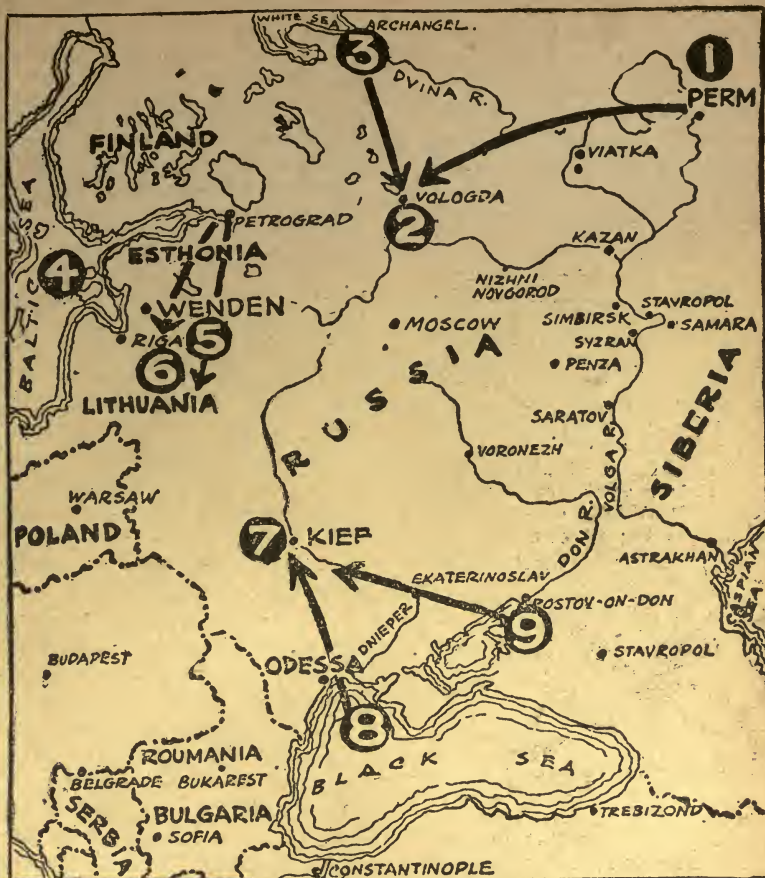 WHITE SEA
ARCHANGEL.
3
1
DVINA R.
PERM
FINLAND
VIATKA
VOLOGDA
2
PETROGRAD
BALTIC SEA
ESTHONIA
4
KAZAN
NIZHNI
NOVGOROD
WENDEN
STAVROPOL
SIMBIRSK
SAMARA
MOSCOW
RIGA
5
SYZRAN
6
PENZA
LITHUANIA
RUSSIA
SIBERIA
SARATOV
VOLGA R.
VORONEZH
WARSAW
POLAND
DON R.
7
KIEF
ASTRAKHAN
CASPIAN
SEA
EKATERINOSLAV
ROSTOV-ON-DON
DNIEPER
9
STAVROPOL
BUDAPEST
ODESSA
8
ROUMANIA
BLACK SEA
BELGRADE
BUKAREST
SERBIA
BULGARIA
TREBIZOND
SOFIA
CONSTANTINOPLE